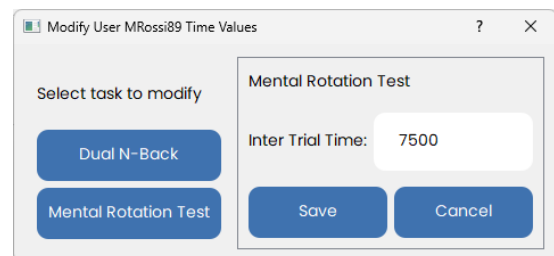 Modify User MRossi89 Time Values ?
Select task to modify
Dual N-Back
Mental Rotation Test
Mental Rotation Test
Inter Trial Time: 7500
Save Cancel